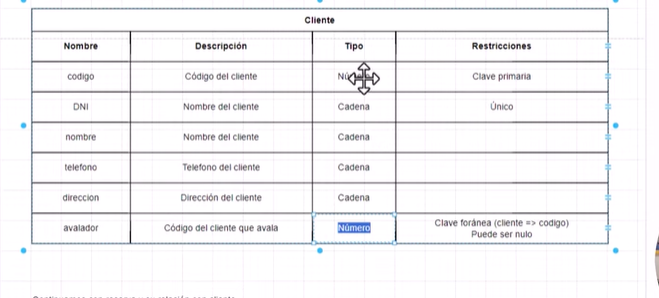 Cliente
Nombre Descripción Tipo Restricciones
codigo Código del cliente Clave primaria
DNI Nombre del cliente Cadena Único
nombre Nombre del cliente Cadena
telefono Telefono del cliente Cadena
direccion Dirección del cliente Cadena
avalador Código del cliente que avala Número Clave foránea (cliente => codigo)
Puede ser nulo